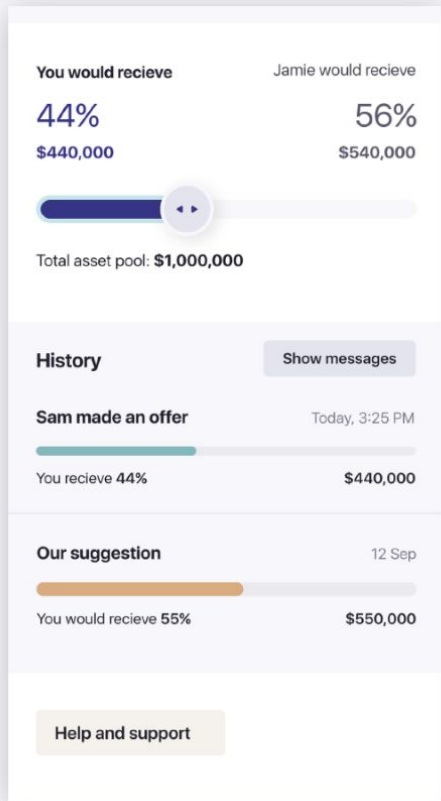 You would recieve
Jamie would recieve
44%
56%
$440,000
$540,000
Total asset pool: $1,000,000
History
Show messages
Sam made an offer
Today, 3:25 PM
You recieve 44%
$440,000
Our suggestion
12 Sep
You would recieve 55%
$550,000
Help and support